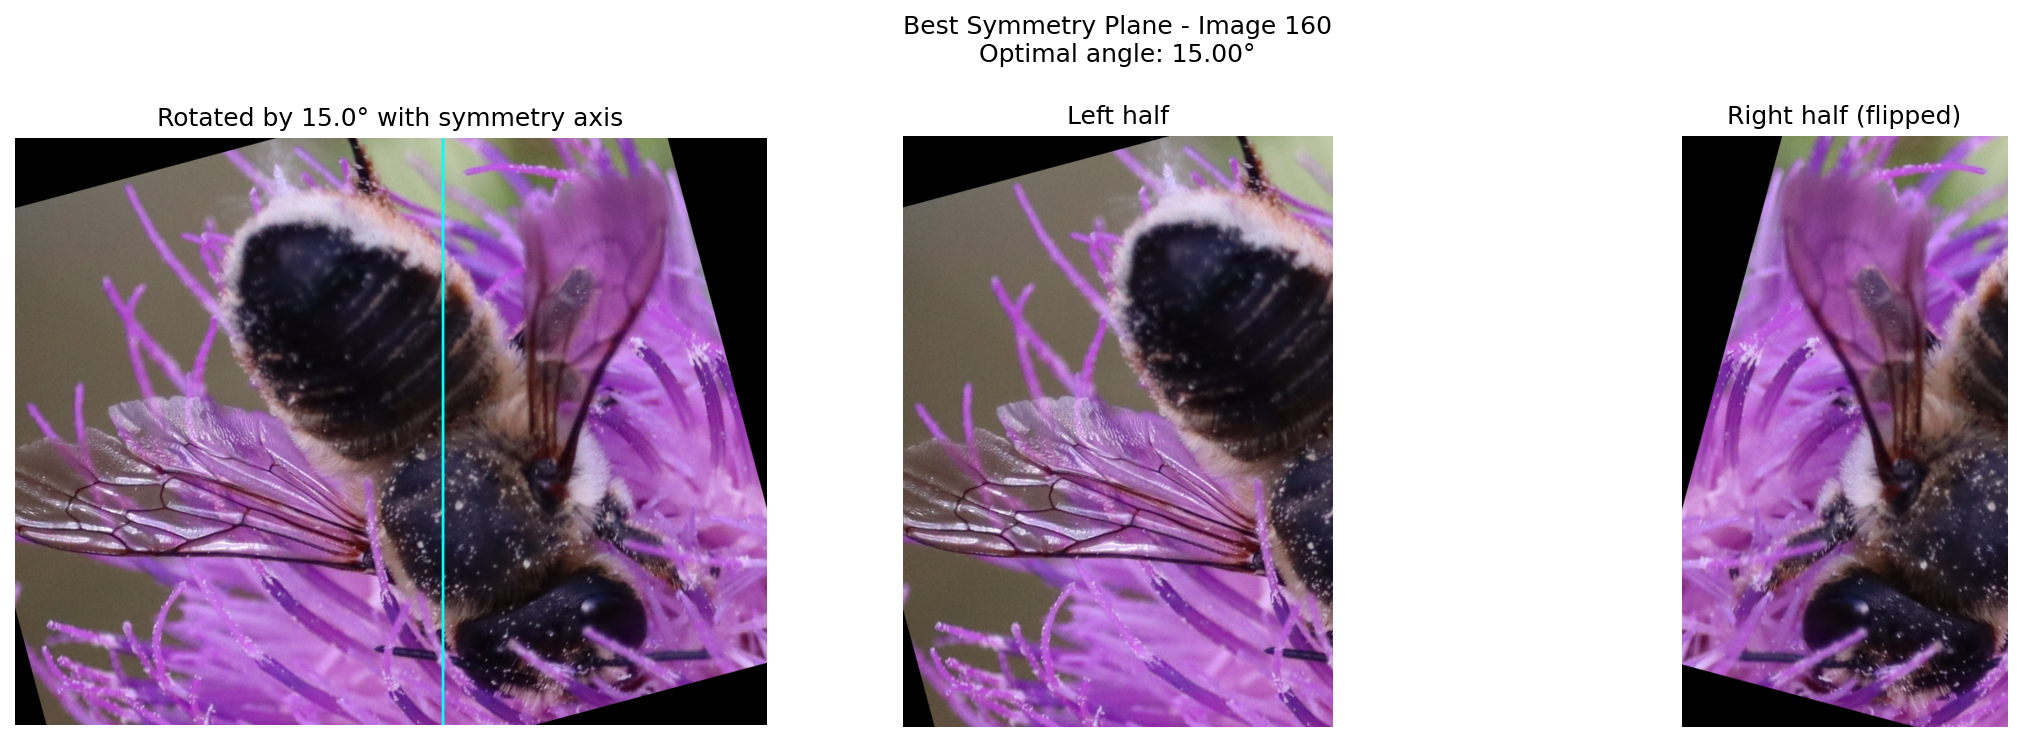 Best Symmetry Plane - Image 160
Optimal angle: 15.00°
Rotated by 15.0° with symmetry axis
Left half
Right half (flipped)